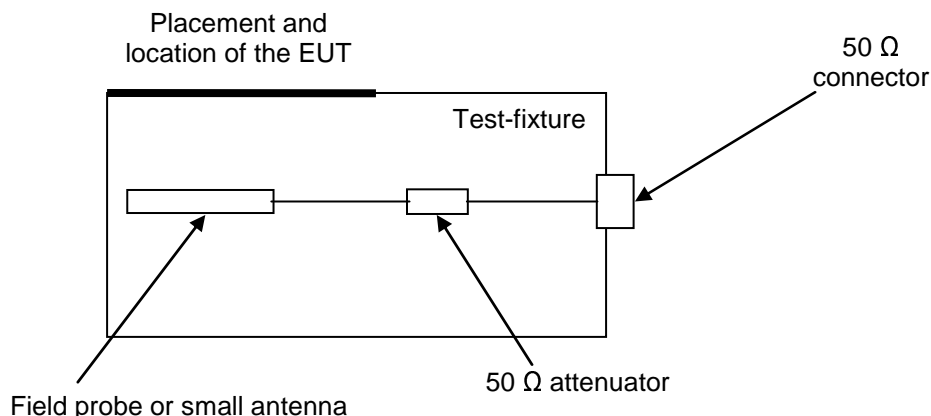 Placement and
location of the EUT
50 Ω
connector
Test-fixture
50 Ω attenuator
Field probe or small antenna